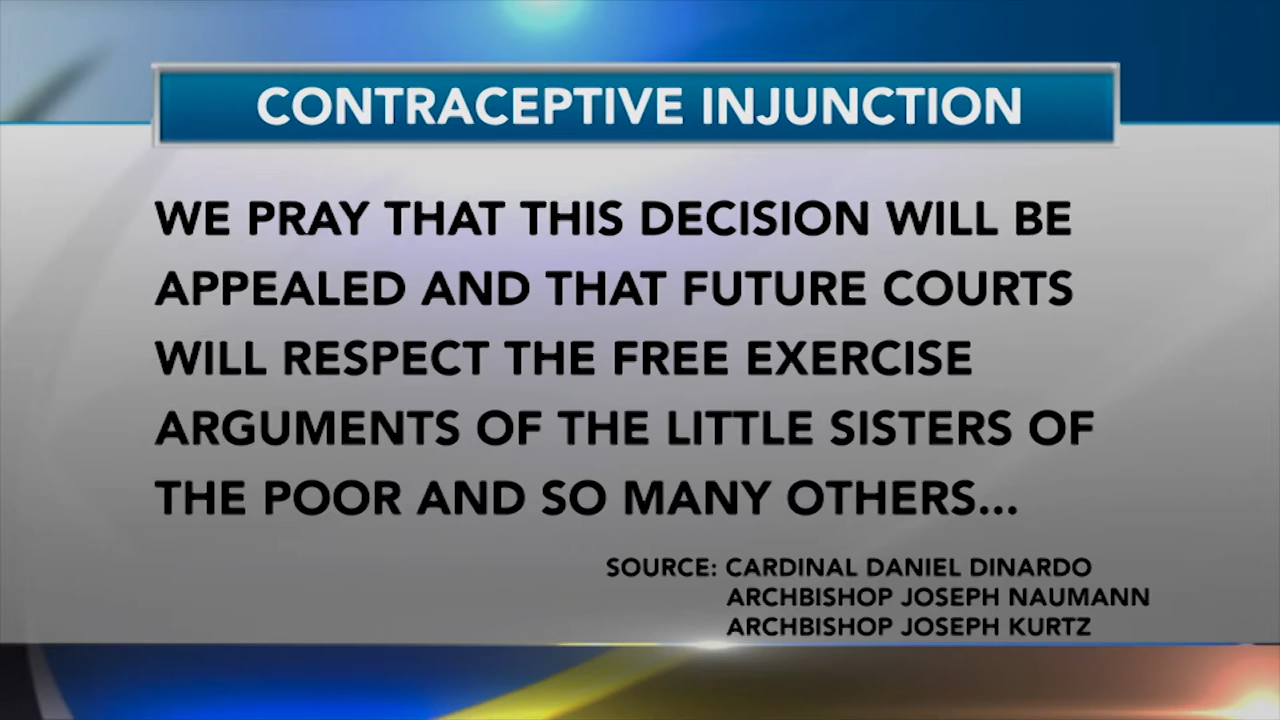 CONTRACEPTIVE INJUNCTION
WE PRAY THAT THIS DECISION WILL BE
APPEALED AND THAT FUTURE COURTS
WILL RESPECT THE FREE EXERCISE
ARGUMENTS OF THE LITTLE SISTERS OF
THE POOR AND SO MANY OTHERS...
SOURCE: CARDINAL DANIEL DINARDO
ARCHBISHOP JOSEPH NAUMANN
ARCHBISHOP JOSEPH KURTZ